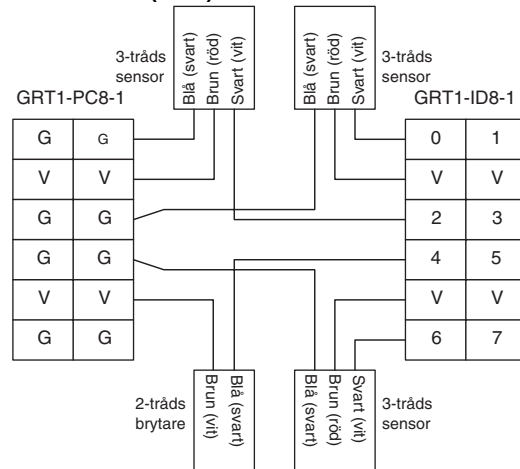 3-tråds
sensor
Blå (svart)
Brun (röd)
Svart (vit)
Blå (svart)
Brun (röd)
Svart (vit)
3-tråds
sensor
GRT1-PC8-1
GRT1-ID8-1
G G
V V
G G
G G
V V
G G
0 1
V V
2 3
4 5
V V
6 7
2-tråds
brytare
Brun (vit)
Blå (svart)
Blå (svart)
Brun (röd)
Svart (vit)
3-tråds
sensor